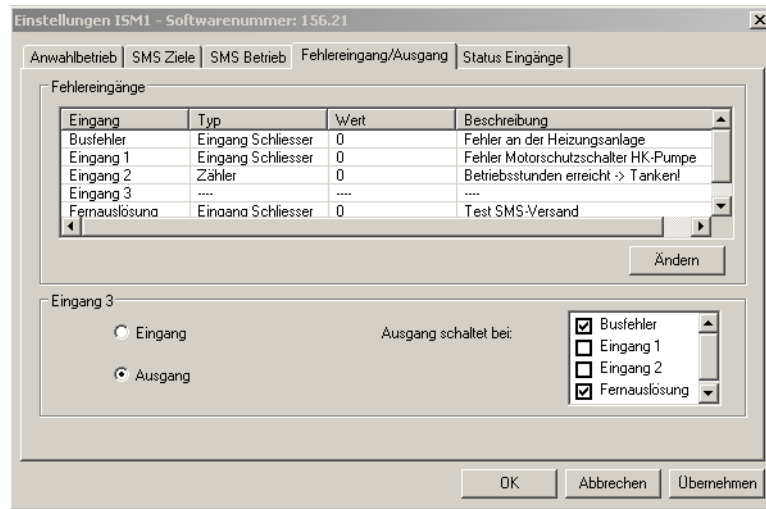 Einstellungen ISM1 - Softwarenummer: 156.21
Anwahlbetrieb SMS Ziele SMS Betrieb Fehlereingang/Ausgang Status Eingänge
Fehlereingänge
Eingang Typ Wert Beschreibung
Busfehler Eingang Schliesser 0 Fehler an der Heizungsanlage
Eingang 1 Eingang Schliesser 0 Fehler Motorschutzschalter HK-Pumpe
Eingang 2 Zähler 0 Betriebsstunden erreicht -> Tanken!
Eingang 3 ---- ---- ----
Fernauslösung Eingang Schliesser 0 Test SMS-Versand
Ändern
Eingang 3
Eingang
Ausgang
Ausgang schaltet bei:
Busfehler
Eingang 1
Eingang 2
Fernauslösung
OK Abbrechen Übernehmen